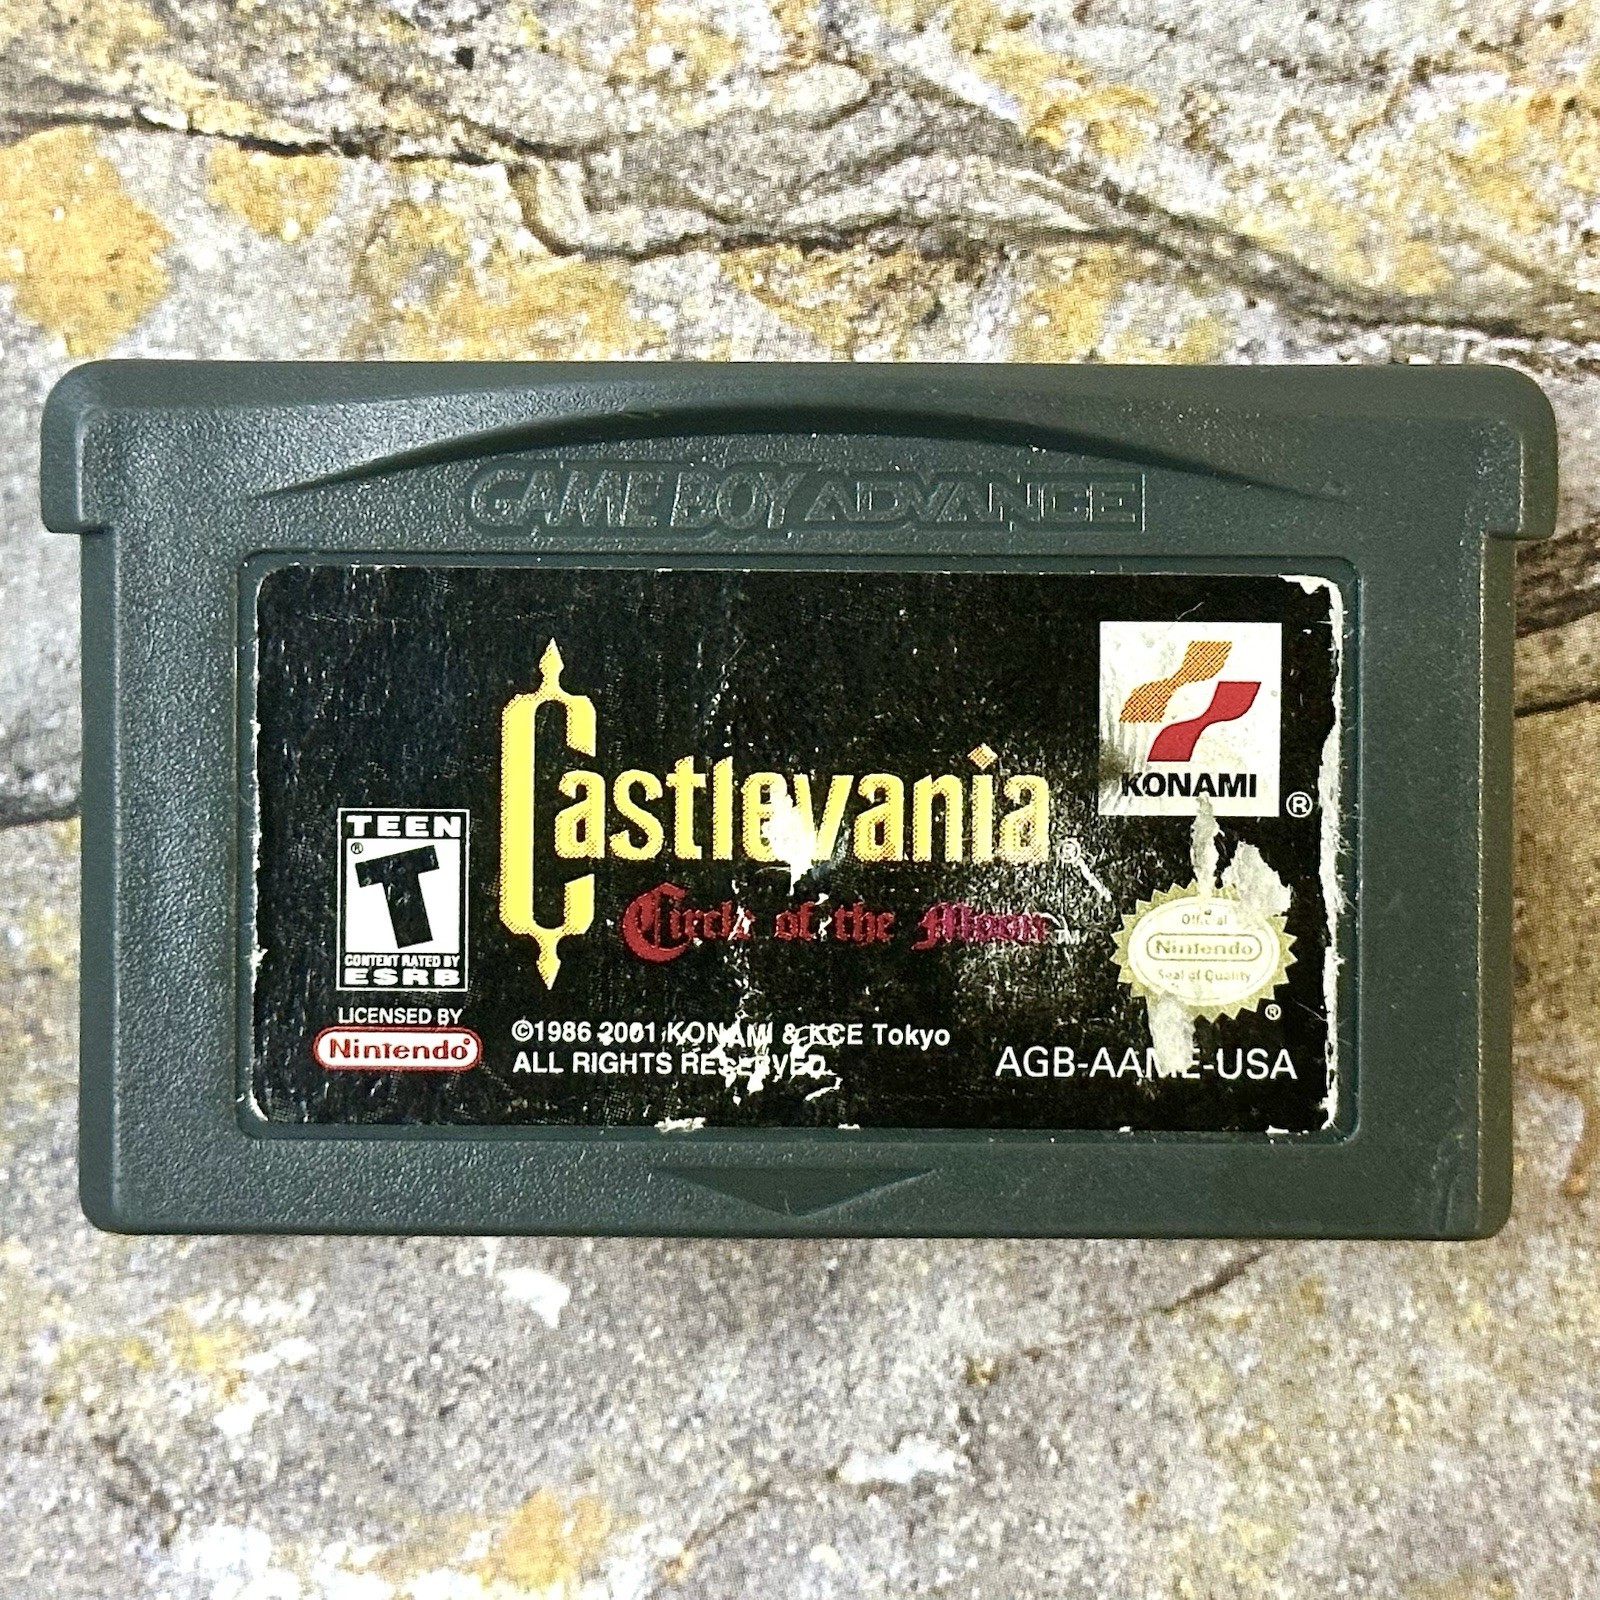 GAME BOY ADVANCE
Castlevania®
Circle of the Moon™
KONAMI
®
TEEN
®
T
CONTENT RATED BY
ESRB
LICENSED BY
Nintendo®
©1986 2001 KONAMI & KCE Tokyo
ALL RIGHTS RESERVED.
Official
Nintendo
Seal of Quality
®
AGB-AAME-USA